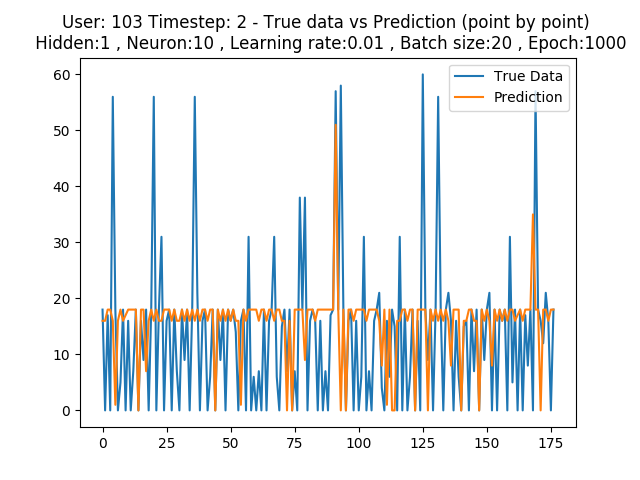 User: 103 Timestep: 2 - True data vs Prediction (point by point)
Hidden:1 , Neuron:10 , Learning rate:0.01 , Batch size:20 , Epoch:1000
True Data
Prediction
60
50
40
30
20
10
0
0 25 50 75 100 125 150 175